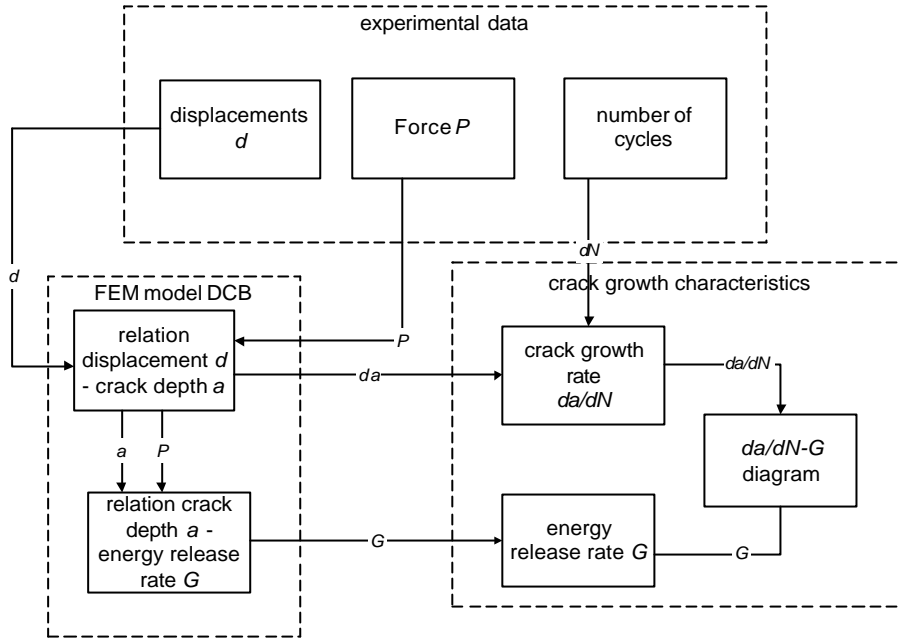 experimental data
displacements
d
Force P
number of
cycles
dN
d
FEM model DCB
crack growth characteristics
relation
displacement d
- crack depth a
P
da
crack growth
rate
da/dN
da/dN
a
P
da/dN-G
diagram
relation crack
depth a -
energy release
rate G
G
energy
release rate G
G